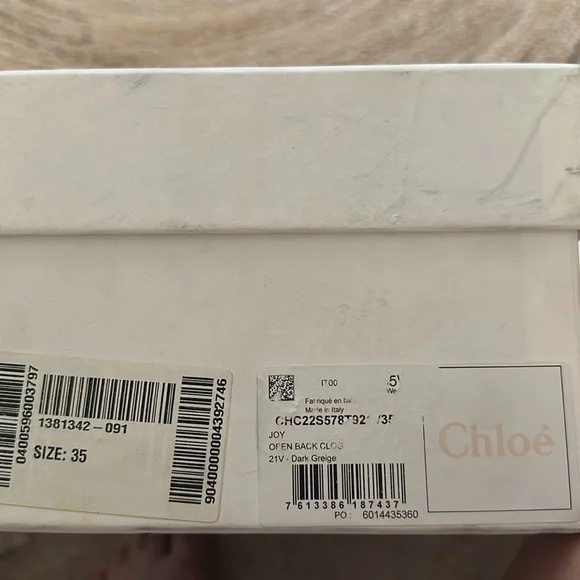 0400596003797
1381342-091
SIZE: 35
9040000004392746
IT00
Fabriqué en
Made in Italy
/35
JOY
OPEN BACK CLOG
21V - Dark Greige
7 613386 187437
PO : 6014435360
Chloé